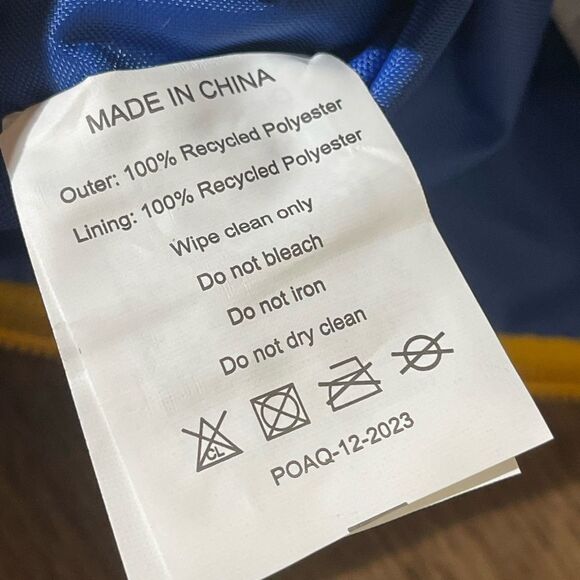 MADE IN CHINA
Outer: 100% Recycled Polyester
Lining: 100% Recycled Polyester
Wipe clean only
Do not bleach
Do not iron
Do not dry clean
CL
POAQ-12-2023